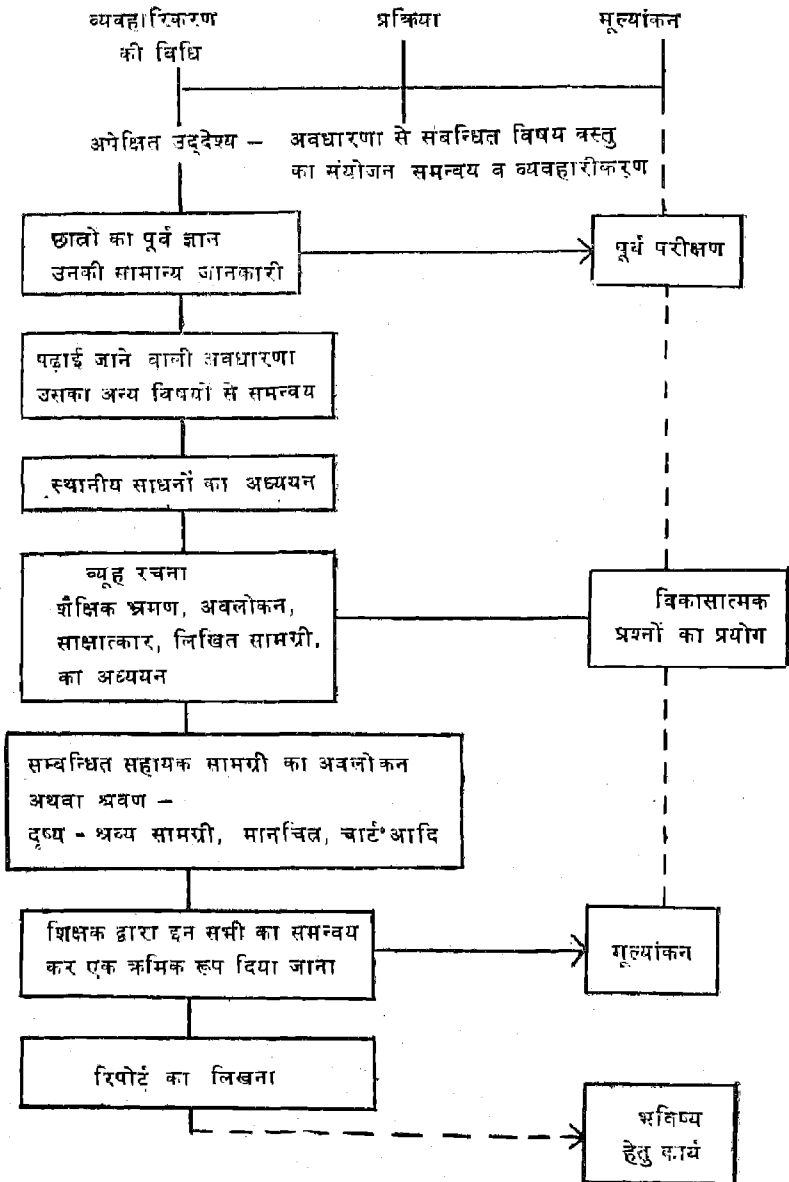 व्यवहारिकरण प्रक्रिया मूल्यांकन
की विधि
अपेक्षित उद्देश्य – अवधारणा से संबन्धित विषय वस्तु
का संयोजन समन्वय व व्यवहारीकरण
छात्रों का पूर्व ज्ञान
उनकी सामान्य जानकारी
पूर्व परीक्षण
पढ़ाई जाने वाली अवधारणा
उसका अन्य विषयों से समन्वय
स्थानीय साधनों का अध्ययन
व्यूह रचना
शैक्षिक भ्रमण, अवलोकन,
साक्षात्कार, लिखित सामग्री,
का अध्ययन
विकासात्मक
प्रश्नों का प्रयोग
सम्बन्धित सहायक सामग्री का अवलोकन
अथवा श्रवण –
दृष्य - श्रव्य सामग्री, मानचित्र, चार्ट आदि
शिक्षक द्वारा इन सभी का समन्वय
कर एक क्रमिक रूप दिया जाना
मूल्यांकन
रिपोर्ट का लिखना
भविष्य
हेतु कार्य